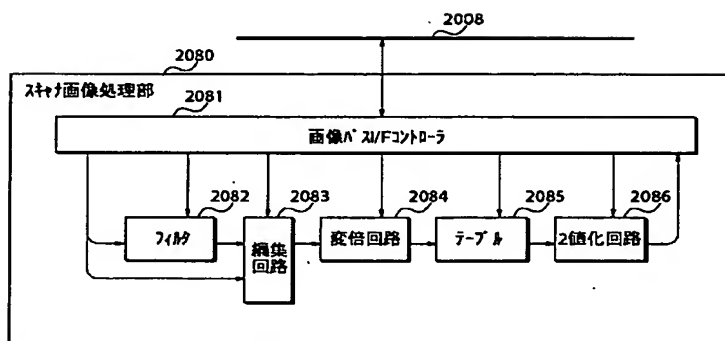 2008
2080
スキャナ画像処理部
2081
画像バスI/Fコントローラ
2082
2083
2084
2085
2086
フィルタ
編集
回路
変倍回路
テーブル
2値化回路